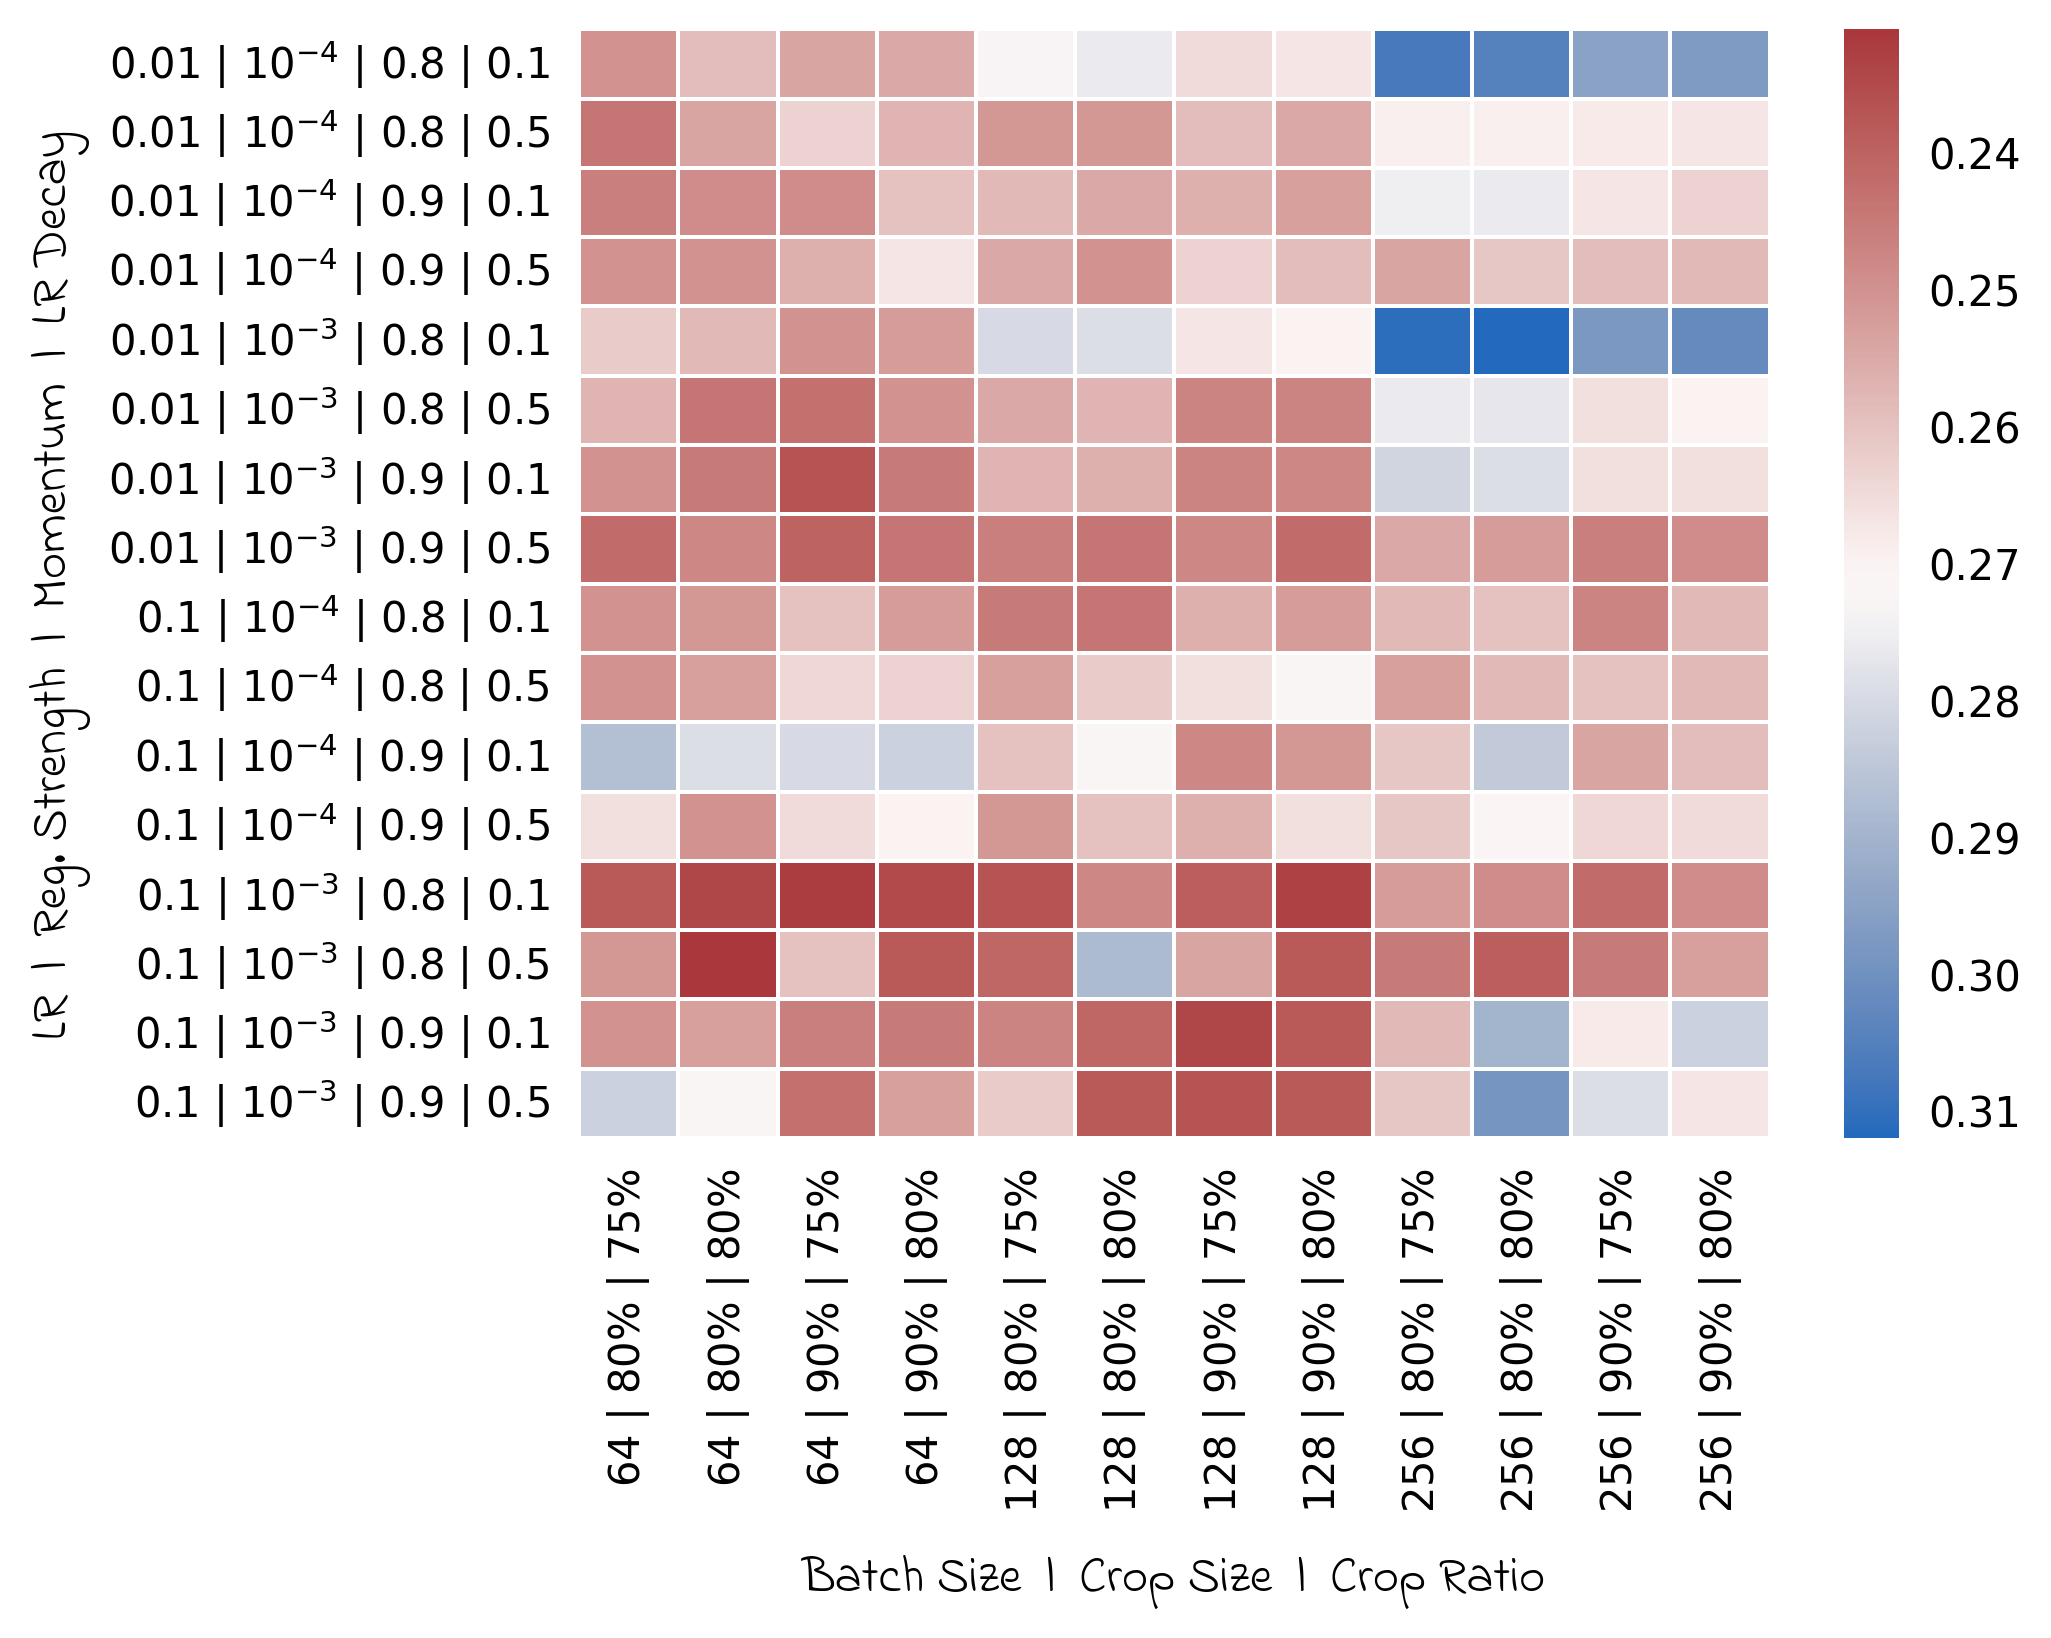 LR | Reg. Strength | Momentum | LR Decay
0.01 | 10⁻⁴ | 0.8 | 0.1
0.01 | 10⁻⁴ | 0.8 | 0.5
0.01 | 10⁻⁴ | 0.9 | 0.1
0.01 | 10⁻⁴ | 0.9 | 0.5
0.01 | 10⁻³ | 0.8 | 0.1
0.01 | 10⁻³ | 0.8 | 0.5
0.01 | 10⁻³ | 0.9 | 0.1
0.01 | 10⁻³ | 0.9 | 0.5
0.1 | 10⁻⁴ | 0.8 | 0.1
0.1 | 10⁻⁴ | 0.8 | 0.5
0.1 | 10⁻⁴ | 0.9 | 0.1
0.1 | 10⁻⁴ | 0.9 | 0.5
0.1 | 10⁻³ | 0.8 | 0.1
0.1 | 10⁻³ | 0.8 | 0.5
0.1 | 10⁻³ | 0.9 | 0.1
0.1 | 10⁻³ | 0.9 | 0.5
64 | 80% | 75%
64 | 80% | 80%
64 | 90% | 75%
64 | 90% | 80%
128 | 80% | 75%
128 | 80% | 80%
128 | 90% | 75%
128 | 90% | 80%
256 | 80% | 75%
256 | 80% | 80%
256 | 90% | 75%
256 | 90% | 80%
Batch Size | Crop Size | Crop Ratio
0.24
0.25
0.26
0.27
0.28
0.29
0.30
0.31